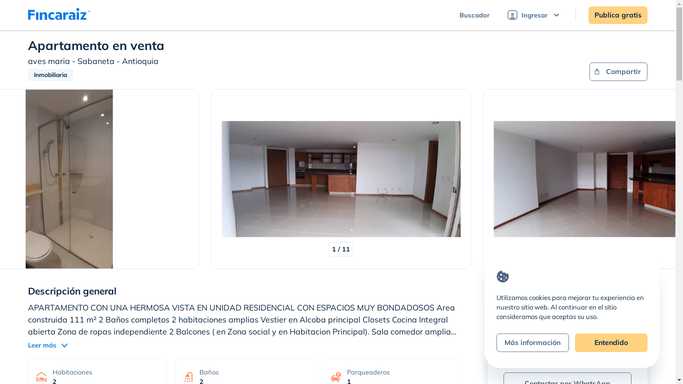 Fincaraiz
Buscador
Ingresar
Publica gratis
Apartamento en venta
aves maria - Sabaneta - Antioquia
Inmobiliaria
Compartir
1 / 11
Descripción general
APARTAMENTO CON UNA HERMOSA VISTA EN UNIDAD RESIDENCIAL CON ESPACIOS MUY BONDADOSOS Area
construida 111 m² 2 Baños completos 2 habitaciones amplias Vestier en Alcoba principal Closets Cocina Integral
abierta Zona de ropas independiente 2 Balcones ( en Zona social y en Habitacion Principal). Sala comedor amplia...
Leer más
Habitaciones
2
Baños
2
Parqueaderos
1
Utilizamos cookies para mejorar tu experiencia en
nuestro sitio web. Al continuar en el sitio
consideramos que aceptas su uso.
Más información
Entendido
Contactar por WhatsApp